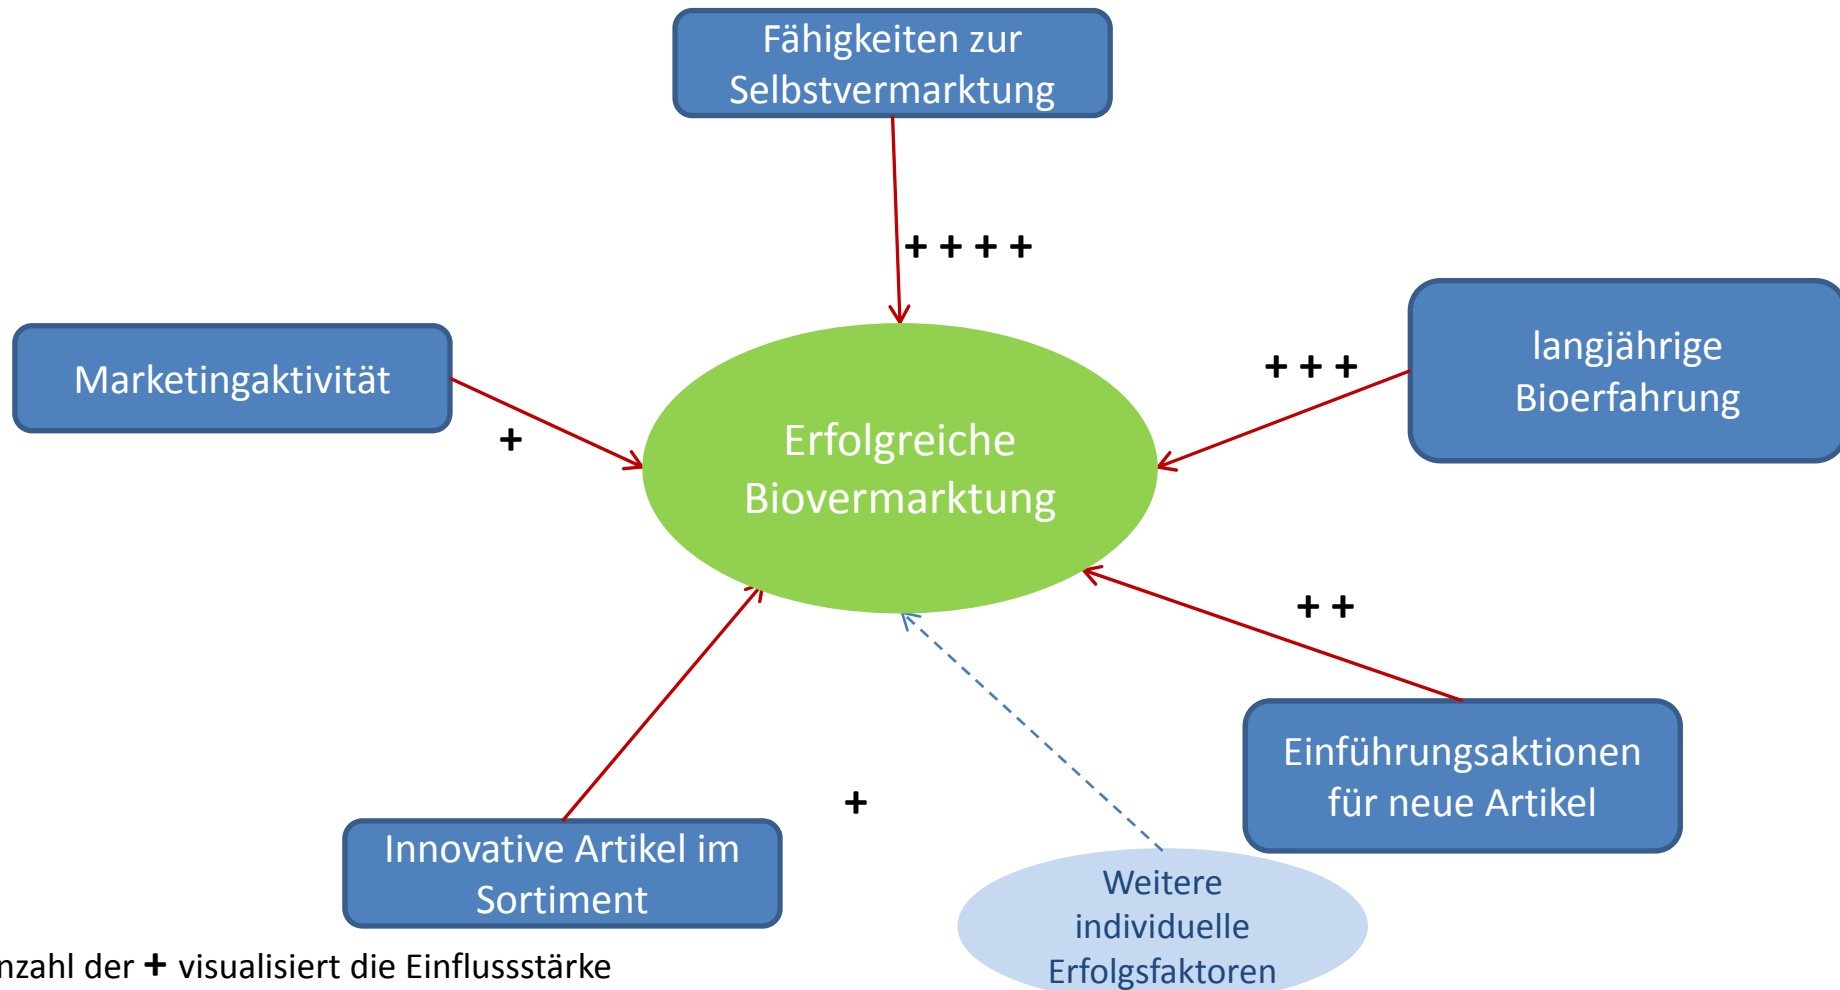 Fähigkeiten zur
Selbstvermarktung
+ + + +
langjährige
Bioerfahrung
+ + +
Marketingaktivität
+
Erfolgreiche
Biovermarktung
+ +
Einführungsaktionen
für neue Artikel
+
Innovative Artikel im
Sortiment
Weitere
individuelle
Erfolgsfaktoren
nzahl der + visualisiert die Einflussstärke